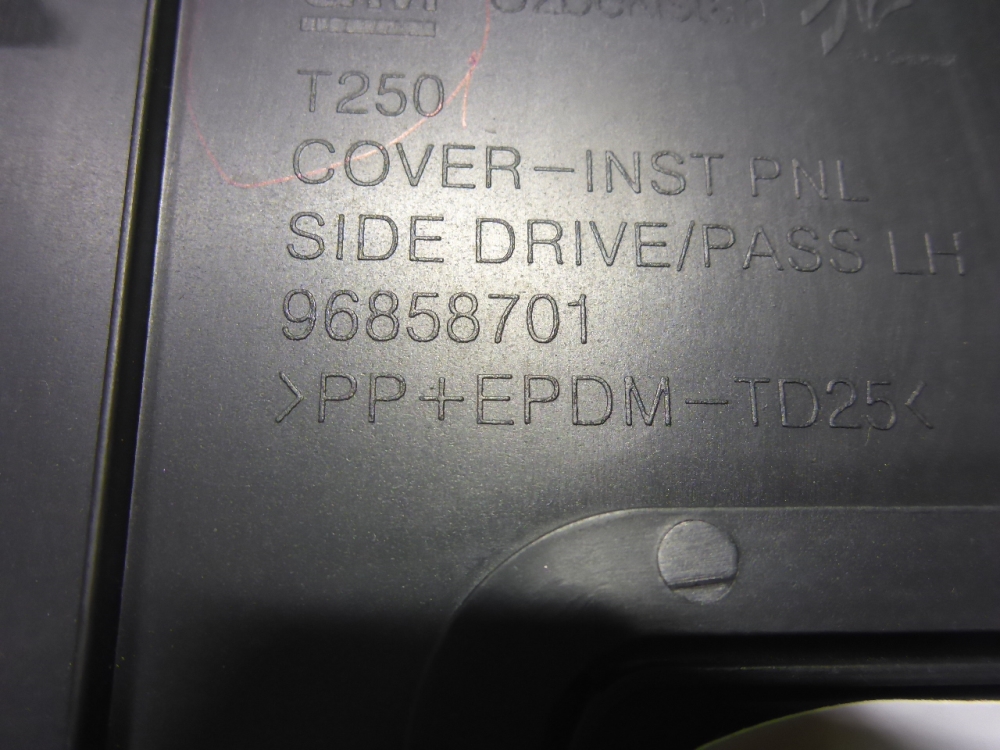 T250
COVER-INST PNL
SIDE DRIVE/PASS LH
96858701
>PP+EPDM-TD25<